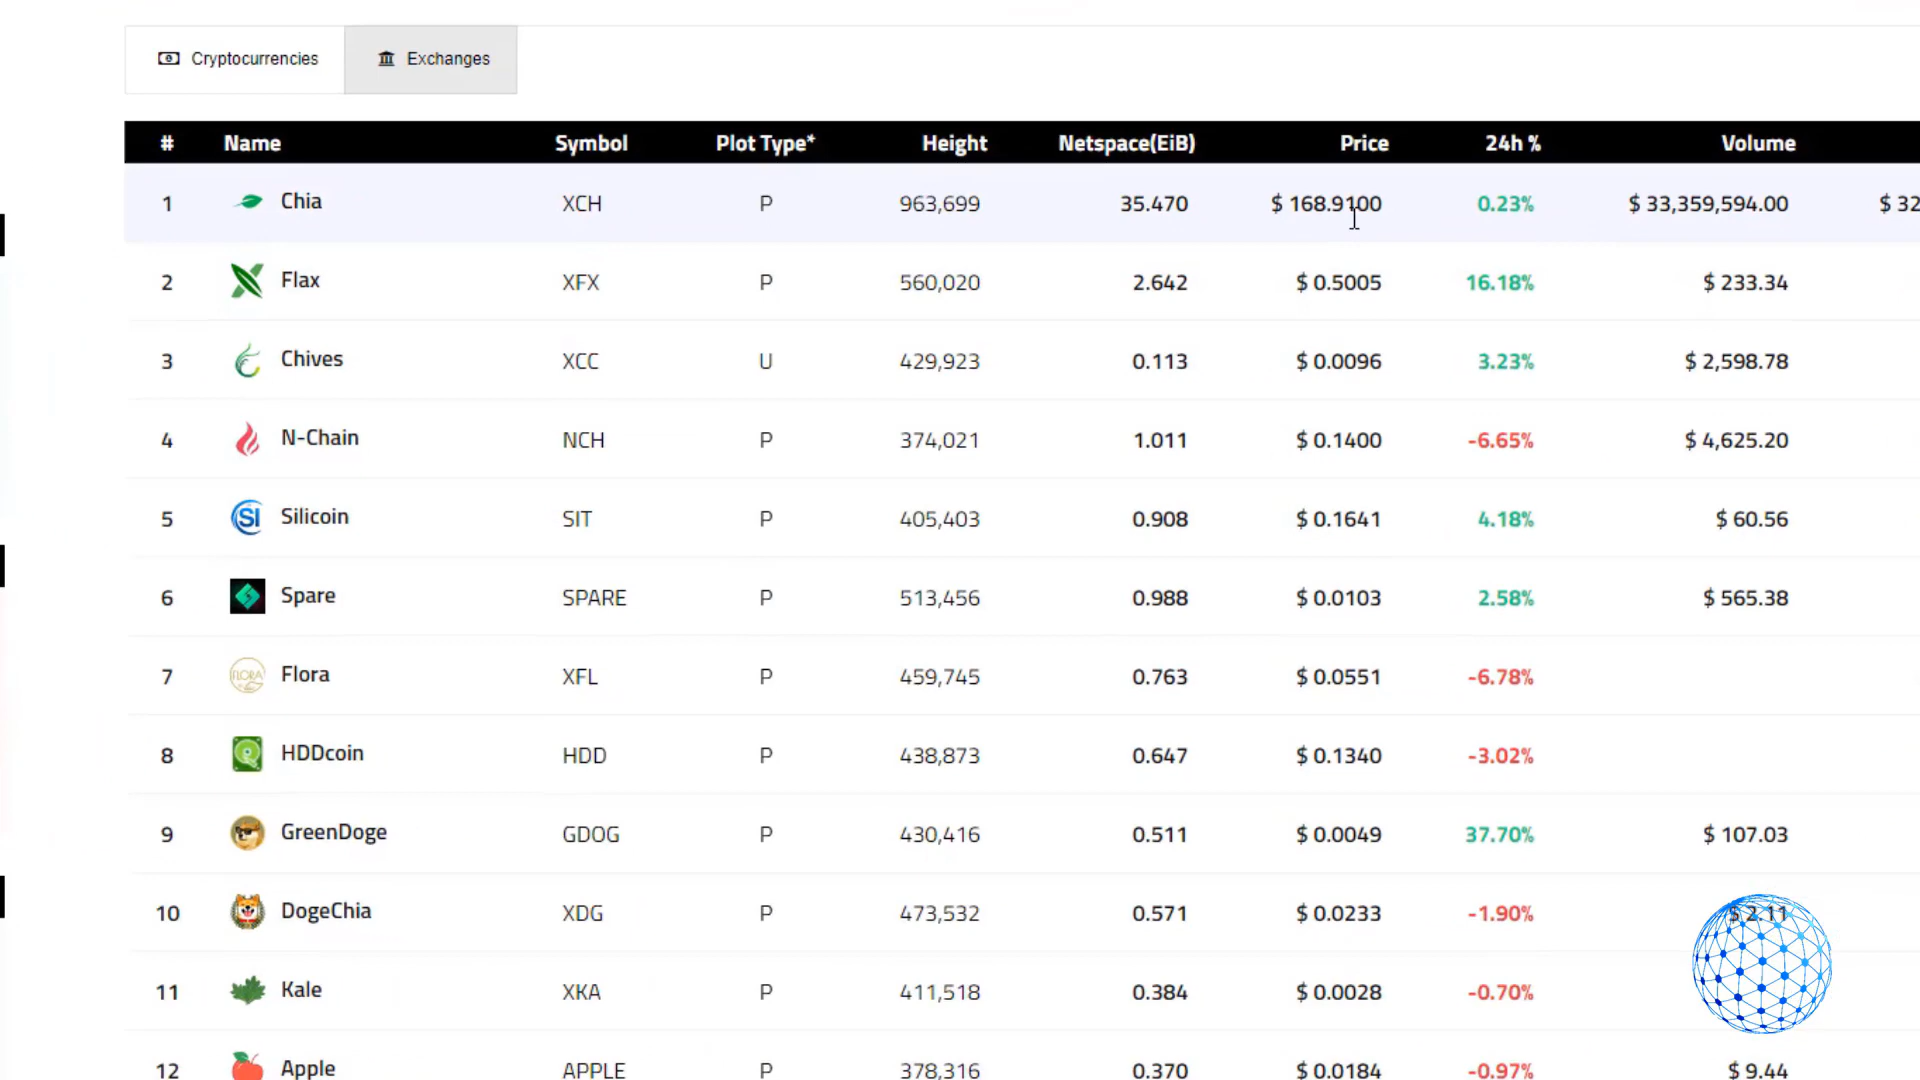 Cryptocurrencies Exchanges
# Name Symbol Plot Type* Height Netspace(EiB) Price 24h % Volume
1 Chia XCH P 963,699 35.470 $ 168.9100 0.23% $ 33,359,594.00 $ 32
2 Flax XFX P 560,020 2.642 $ 0.5005 16.18% $ 233.34
3 Chives XCC U 429,923 0.113 $ 0.0096 3.23% $ 2,598.78
4 N-Chain NCH P 374,021 1.011 $ 0.1400 -6.65% $ 4,625.20
5 SI Silicoin SIT P 405,403 0.908 $ 0.1641 4.18% $ 60.56
6 Spare SPARE P 513,456 0.988 $ 0.0103 2.58% $ 565.38
7 FLORA Flora XFL P 459,745 0.763 $ 0.0551 -6.78%
8 HDDcoin HDD P 438,873 0.647 $ 0.1340 -3.02%
9 GreenDoge GDOG P 430,416 0.511 $ 0.0049 37.70% $ 107.03
10 DogeChia XDG P 473,532 0.571 $ 0.0233 -1.90% $ 2.11
11 Kale XKA P 411,518 0.384 $ 0.0028 -0.70%
12 Apple APPLE P 378,316 0.370 $ 0.0184 -0.97% $ 9.44